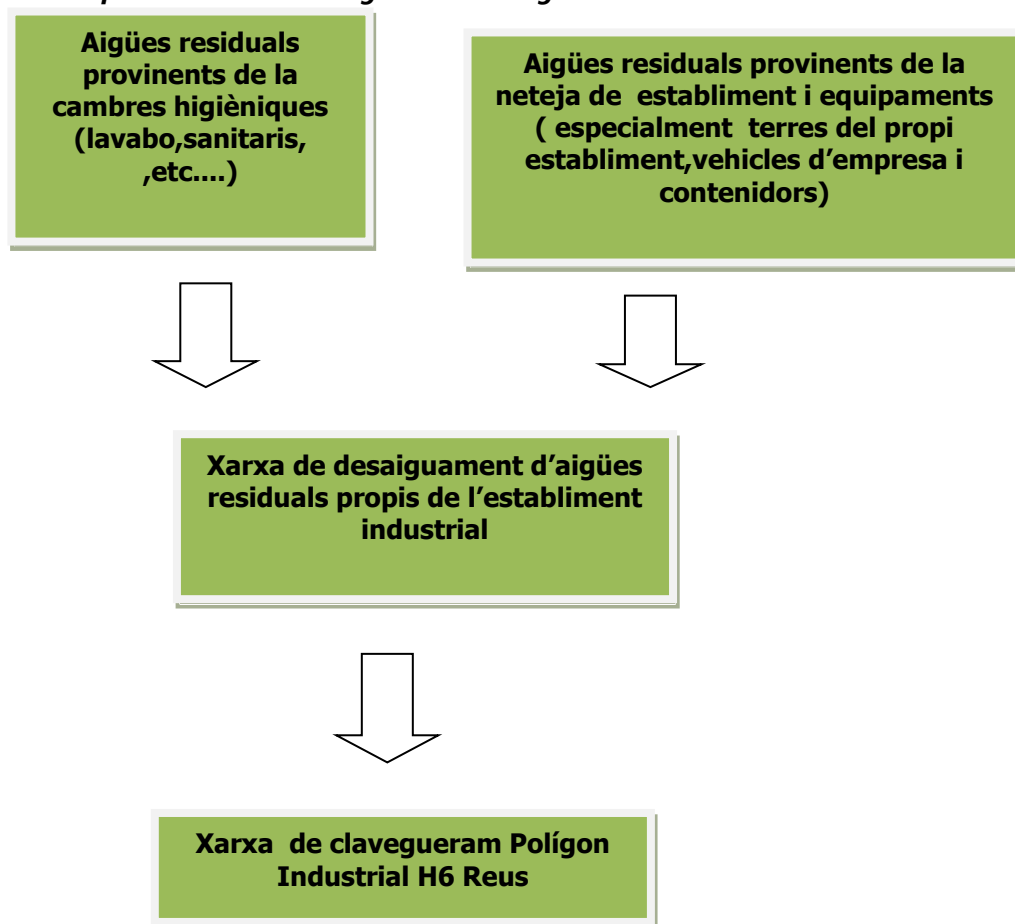 Aigües residuals
provinents de la
cambres higièniques
(lavabo,sanitaris,
,etc....)
Aigües residuals provinents de la
neteja de establiment i equipaments
( especialment terres del propi
establiment,vehicles d’empresa i
contenidors)
Xarxa de desaiguament d’aigües
residuals propis de l’establiment
industrial
Xarxa de clavegueram Polígon
Industrial H6 Reus